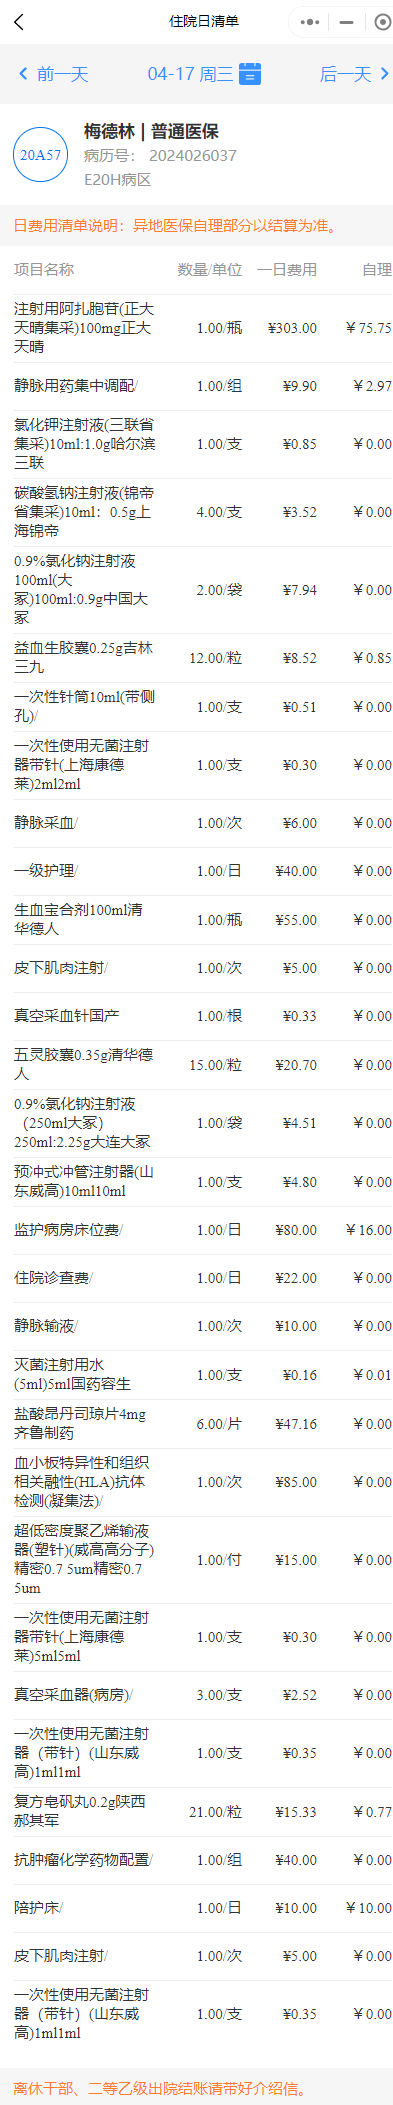 住院日清单
前一天 04-17 周三 后一天
20A57
梅德林 | 普通医保
病历号： 2024026037
E20H病区
日费用清单说明：异地医保自理部分以结算为准。
项目名称 数量/单位 一日费用 自理
注射用阿扎胞苷(正大
天晴集采)100mg正大
天晴
1.00/瓶 ¥303.00 ￥75.75
静脉用药集中调配/ 1.00/组 ¥9.90 ￥2.97
氯化钾注射液(三联省
集采)10ml:1.0g哈尔滨
三联
1.00/支 ¥0.85 ￥0.00
碳酸氢钠注射液(锦帝
省集采)10ml：0.5g上
海锦帝
4.00/支 ¥3.52 ￥0.00
0.9%氯化钠注射液
100ml(大
冢)100ml:0.9g中国大
冢
2.00/袋 ¥7.94 ￥0.00
益血生胶囊0.25g吉林
三九
12.00/粒 ¥8.52 ￥0.85
一次性针筒10ml(带侧
孔)/
1.00/支 ¥0.51 ￥0.00
一次性使用无菌注射
器带针(上海康德
莱)2ml2ml
1.00/支 ¥0.30 ￥0.00
静脉采血/ 1.00/次 ¥6.00 ￥0.00
一级护理/ 1.00/日 ¥40.00 ￥0.00
生血宝合剂100ml清
华德人
1.00/瓶 ¥55.00 ￥0.00
皮下肌肉注射/ 1.00/次 ¥5.00 ￥0.00
真空采血针国产 1.00/根 ¥0.33 ￥0.00
五灵胶囊0.35g清华德
人
15.00/粒 ¥20.70 ￥0.00
0.9%氯化钠注射液
（250ml大冢）
250ml:2.25g大连大冢
1.00/袋 ¥4.51 ￥0.00
预冲式冲管注射器(山
东威高)10ml10ml
1.00/支 ¥4.80 ￥0.00
监护病房床位费/ 1.00/日 ¥80.00 ￥16.00
住院诊查费/ 1.00/日 ¥22.00 ￥0.00
静脉输液/ 1.00/次 ¥10.00 ￥0.00
灭菌注射用水
(5ml)5ml国药容生
1.00/支 ¥0.16 ￥0.01
盐酸昂丹司琼片4mg
齐鲁制药
6.00/片 ¥47.16 ￥0.00
血小板特异性和组织
相关融性(HLA)抗体
检测(凝集法)/
1.00/次 ¥85.00 ￥0.00
超低密度聚乙烯输液
器(塑针)(威高高分子)
精密0.7 5um精密0.7
5um
1.00/付 ¥15.00 ￥0.00
一次性使用无菌注射
器带针(上海康德
莱)5ml5ml
1.00/支 ¥0.30 ￥0.00
真空采血器(病房)/ 3.00/支 ¥2.52 ￥0.00
一次性使用无菌注射
器（带针）(山东威
高)1ml1ml
1.00/支 ¥0.35 ￥0.00
复方皂矾丸0.2g陕西
郝其军
21.00/粒 ¥15.33 ￥0.77
抗肿瘤化学药物配置/ 1.00/组 ¥40.00 ￥0.00
陪护床/ 1.00/日 ¥10.00 ￥10.00
皮下肌肉注射/ 1.00/次 ¥5.00 ￥0.00
一次性使用无菌注射
器（带针）(山东威
高)1ml1ml
1.00/支 ¥0.35 ￥0.00
离休干部、二等乙级出院结账请带好介绍信。